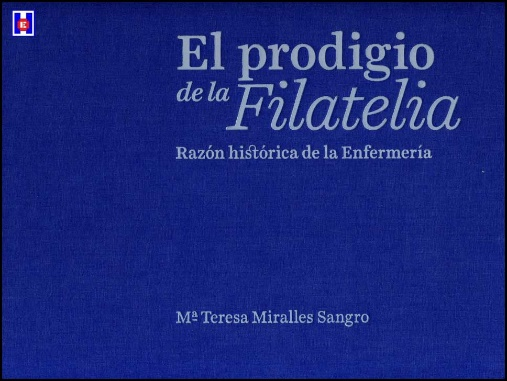 El prodigio
de la Filatelia
Razón histórica de la Enfermería
Mª Teresa Miralles Sangro